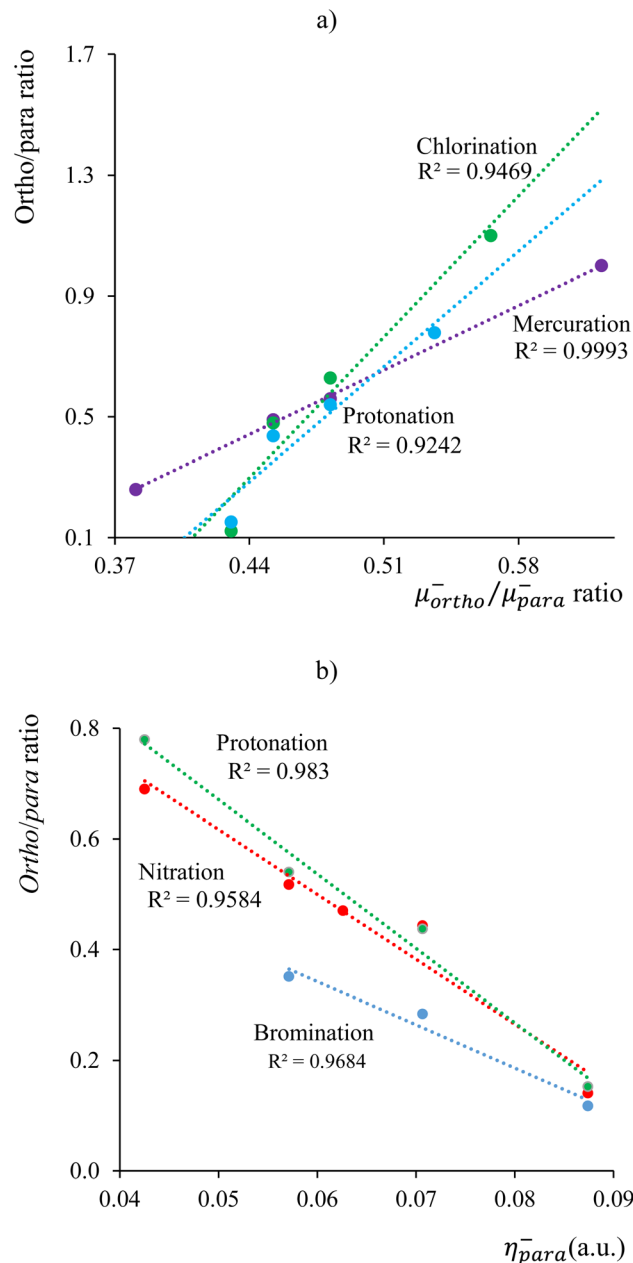 a)
Ortho/para ratio
1.7
1.3
0.9
0.5
0.1
Chlorination
R² = 0.9469
Mercuration
R² = 0.9993
Protonation
R² = 0.9242
0.37 0.44 0.51 0.58
μ⁻ortho/μ⁻para ratio
b)
Ortho/para ratio
0.8
0.6
0.4
0.2
0.0
Protonation
R² = 0.983
Nitration
R² = 0.9584
Bromination
R² = 0.9684
0.04 0.05 0.06 0.07 0.08 0.09
η⁻para(a.u.)